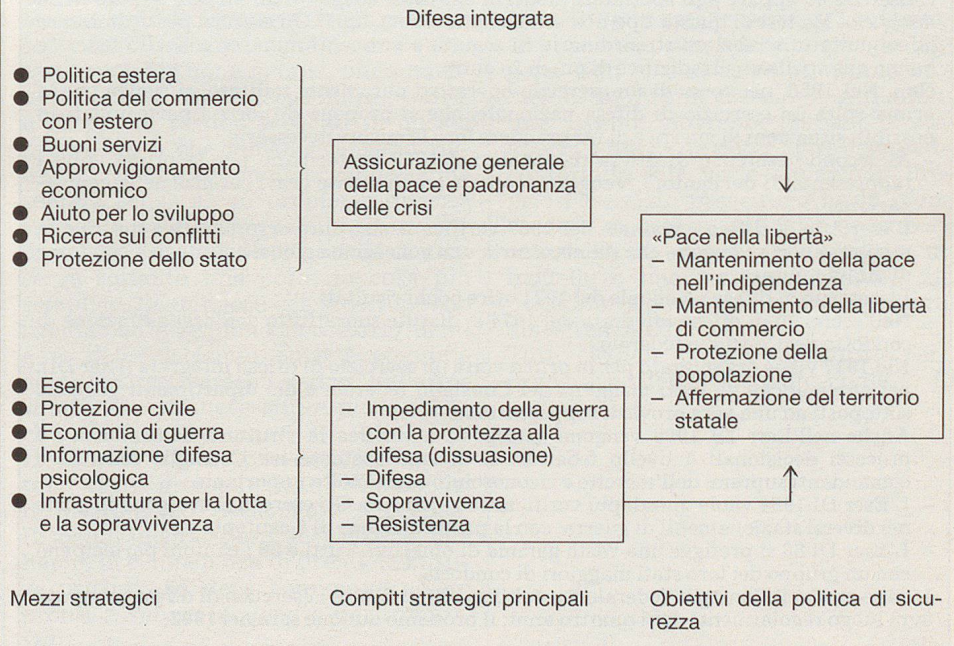 Difesa integrata
● Politica estera
● Politica del commercio
con l'estero
● Buoni servizi
● Approvvigionamento
economico
● Aiuto per lo sviluppo
● Ricerca sui conflitti
● Protezione dello stato
Assicurazione generale
della pace e padronanza
delle crisi
«Pace nella libertà»
– Mantenimento della pace
nell'indipendenza
– Mantenimento della libertà
di commercio
– Protezione della
popolazione
– Affermazione del territorio
statale
● Esercito
● Protezione civile
● Economia di guerra
● Informazione difesa
psicologica
● Infrastruttura per la lotta
e la sopravvivenza
– Impedimento della guerra
con la prontezza alla
difesa (dissuasione)
– Difesa
– Sopravvivenza
– Resistenza
Mezzi strategici
Compiti strategici principali
Obiettivi della politica di sicu-
rezza